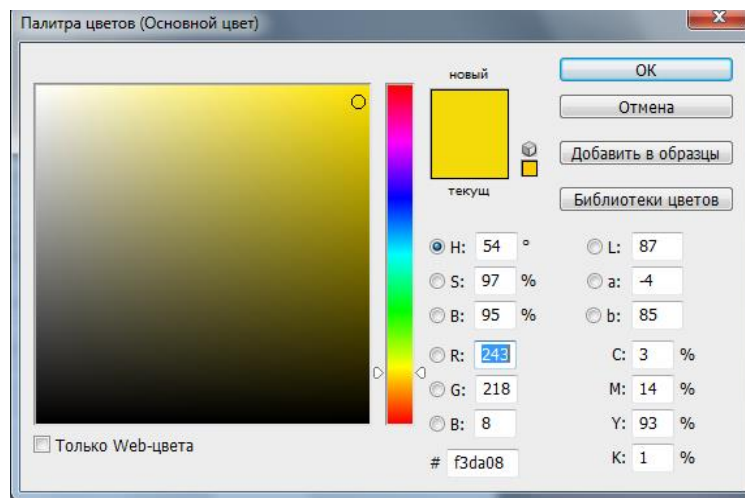 Палитра цветов (Основной цвет)
новый
текущ
ОК
Отмена
Добавить в образцы
Библиотеки цветов
H: 54 °
S: 97 %
B: 95 %
R: 243
G: 218
B: 8
# f3da08
L: 87
a: -4
b: 85
C: 3 %
M: 14 %
Y: 93 %
K: 1 %
Только Web-цвета